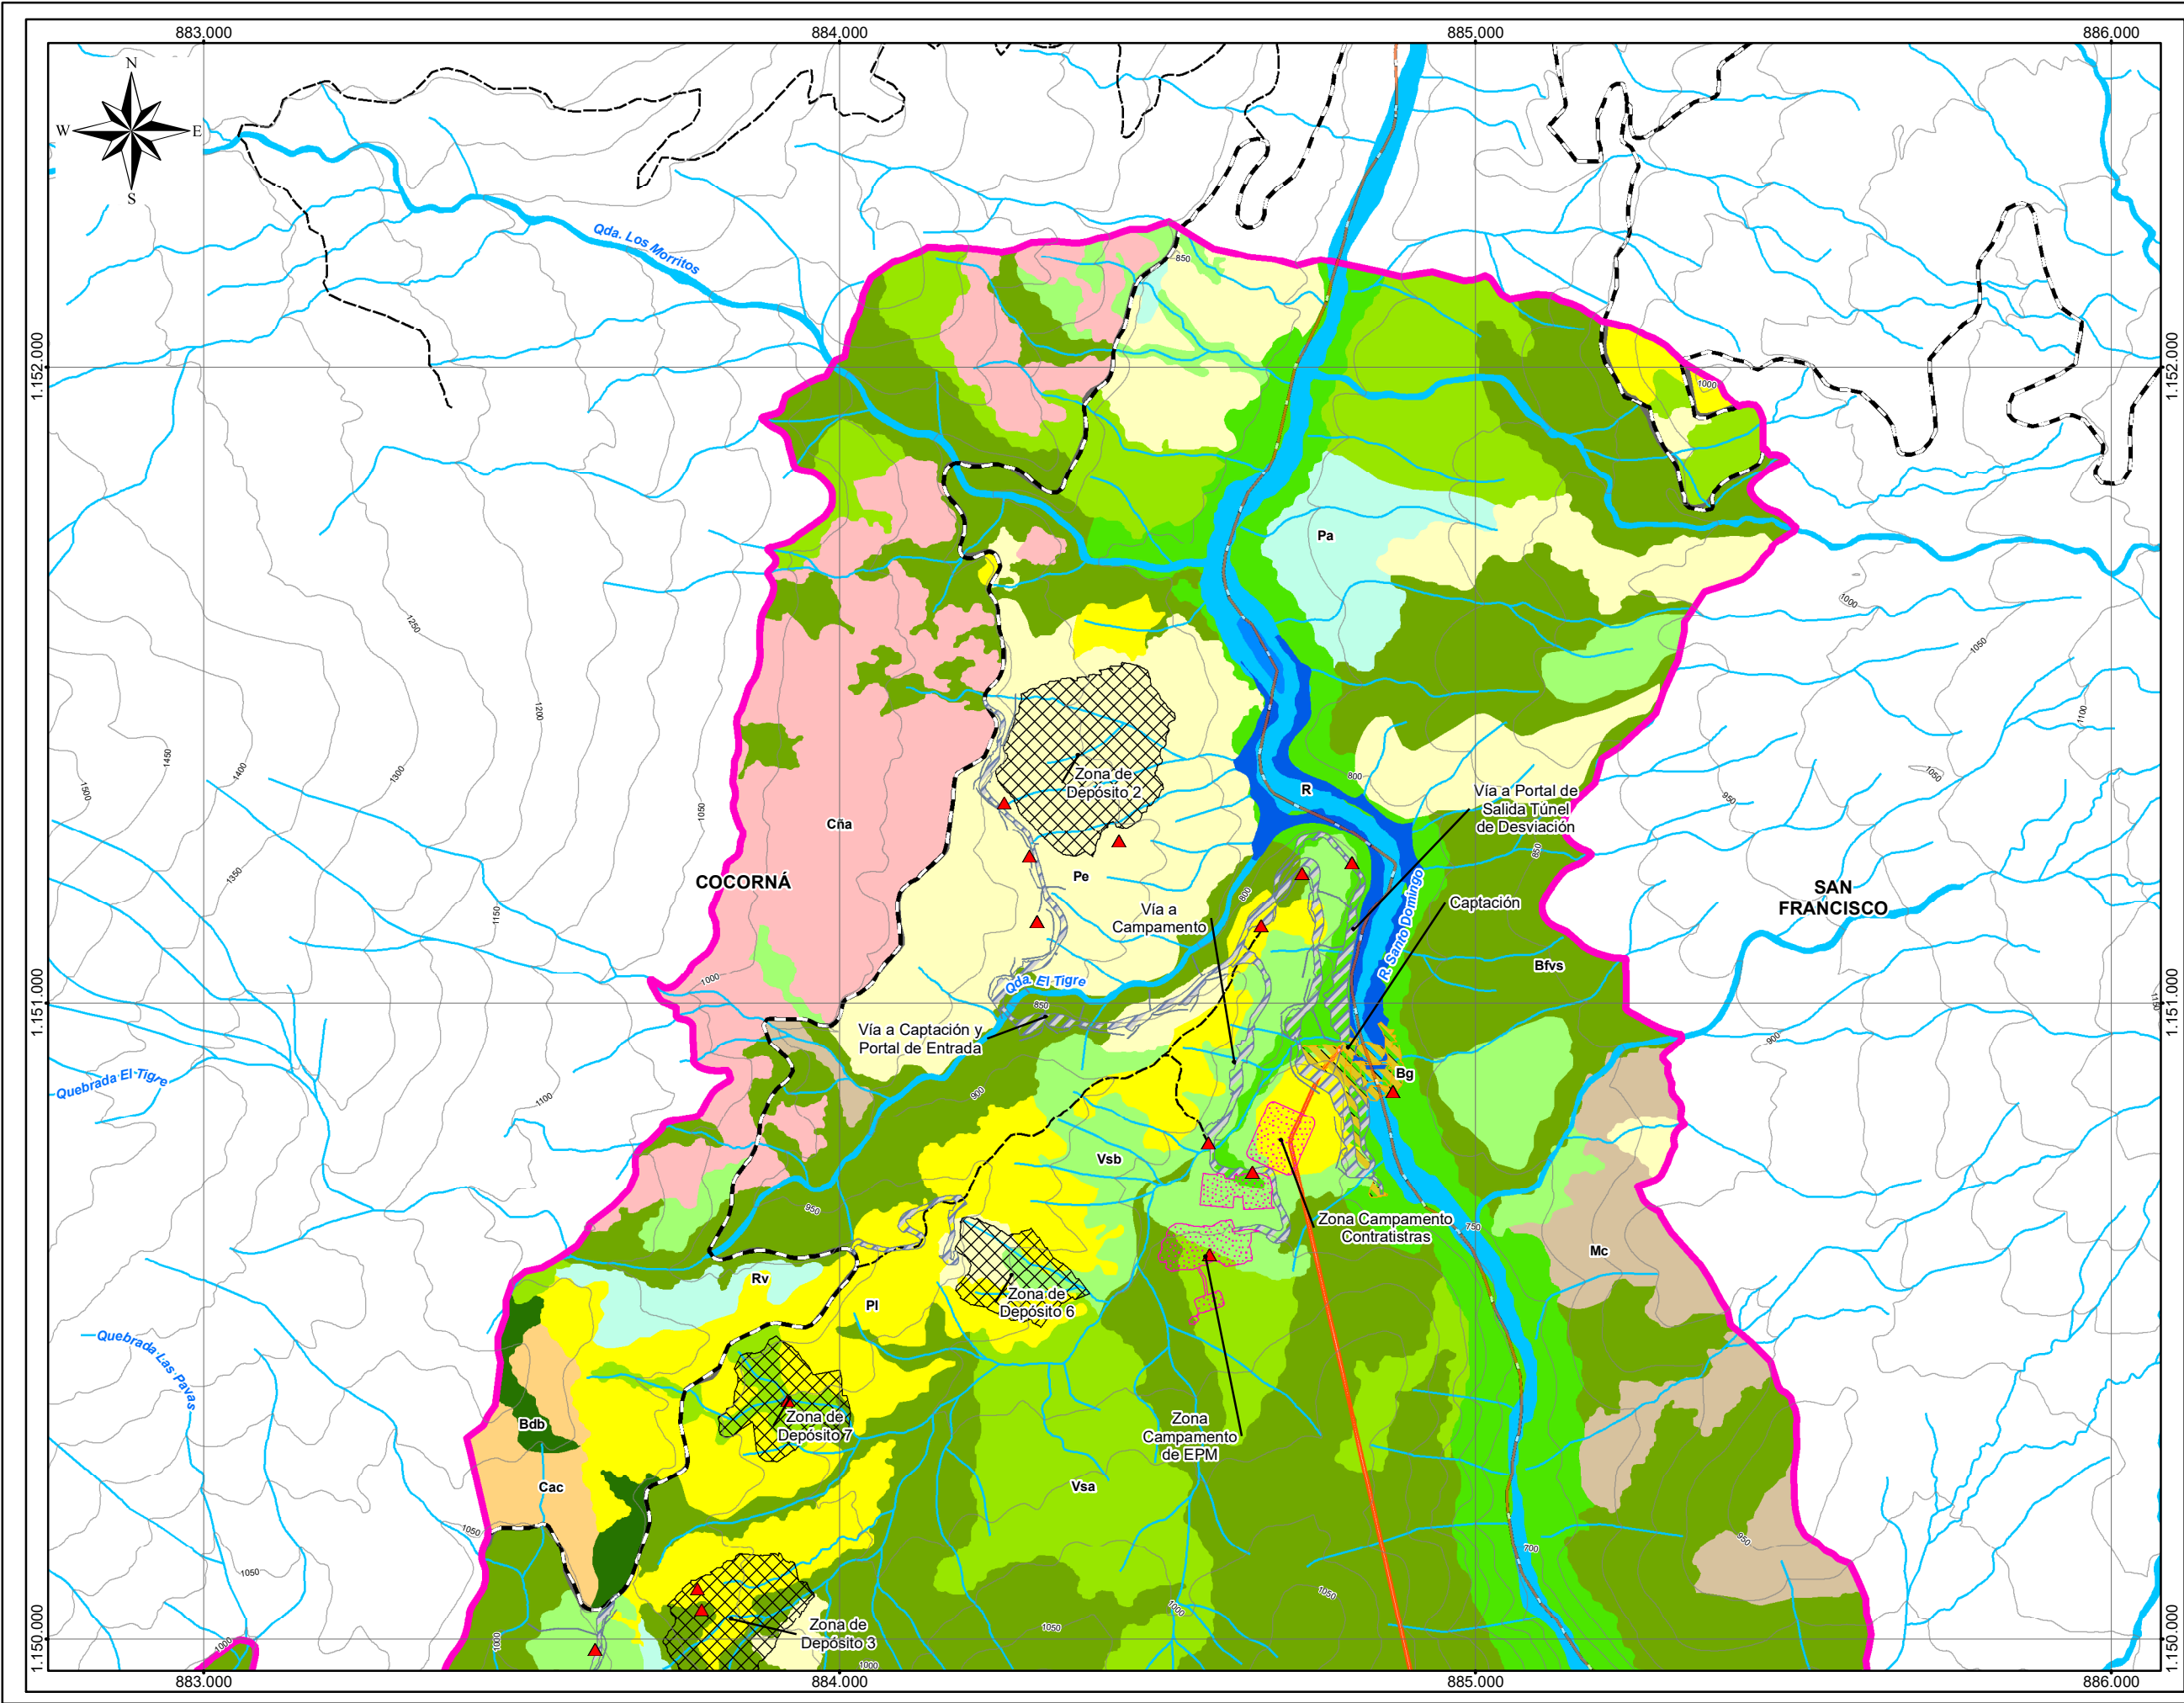 883.000
884.000
885.000
886.000
N
W
E
S
1.152.000
1.152.000
Qda. Los Morritos
850
1000
Pa
1000
1250
1050
1200
1100
1450
1400
1300
1500
Zona de
Depósito 2
800
R
Vía a Portal de
Salida Túnel
de Desviación
1050
950
1050
Cña
850
1350
Pe
COCORNÁ
SAN
FRANCISCO
800
Vía a
Campamento
Captación
1150
R. Santo Domingo
Bfvs
1000
Qda. El Tigre
850
1.151.000
1.151.000
1150
Vía a Captación y
Portal de Entrada
900
Quebrada El Tigre
1100
900
Bg
Vsb
950
Zona Campamento
Contratistas
750
Mc
Rv
Pl
Zona de
Depósito 6
Quebrada Las Pavas
Bdb
Zona de
Depósito 7
Zona
Campamento
de EPM
Cac
Vsa
1050
950
700
1050
1050
1000
1050
Zona de
Depósito 3
1000
1000
1000
1.150.000
1.150.000
883.000
884.000
885.000
886.000